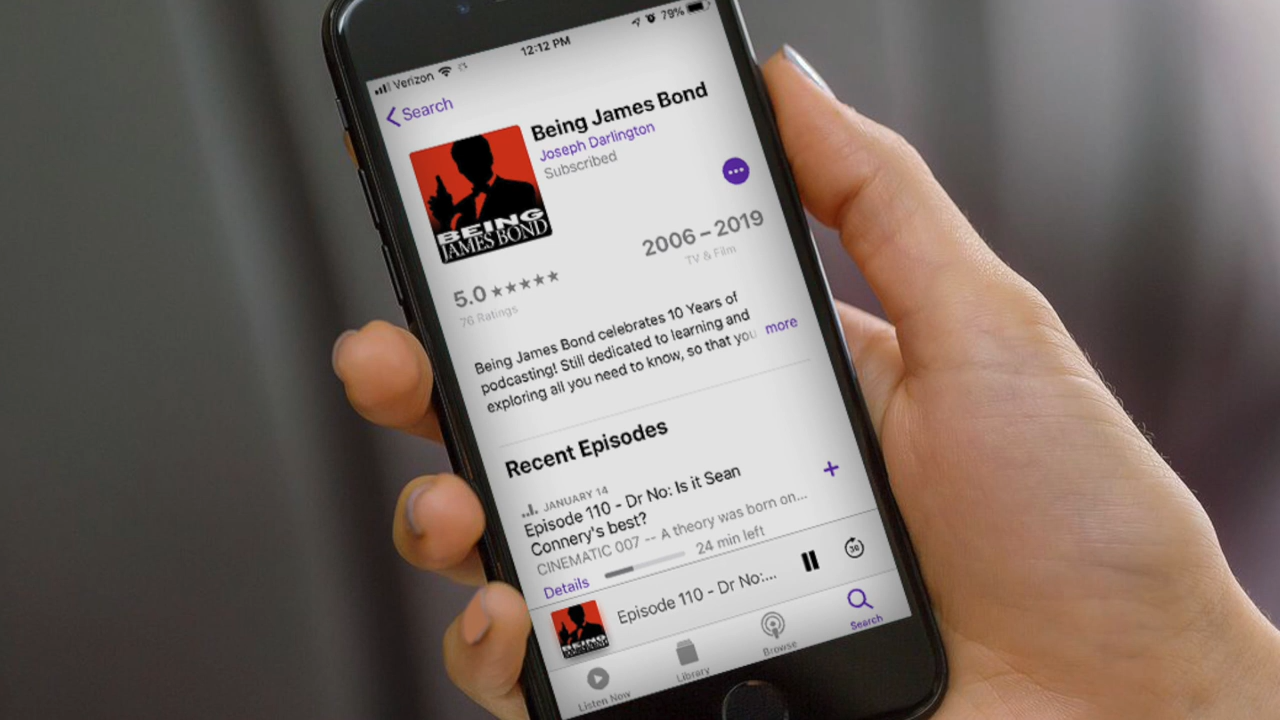 Verizon
12:12 PM
79%
Search
Being James Bond
Joseph Darlington
Subscribed
BEING
JAMES BOND
2006 – 2019
TV & Film
5.0 ★★★★★
76 Ratings
Being James Bond celebrates 10 Years of
podcasting! Still dedicated to learning and
exploring all you need to know, so that you more
Recent Episodes
JANUARY 14
Episode 110 - Dr No: Is it Sean
Connery's best?
CINEMATIC 007 -- A theory was born on...
Details
24 min left
BEING
JAMES BOND
Episode 110 - Dr No:...
30
Listen Now
Library
Browse
Search